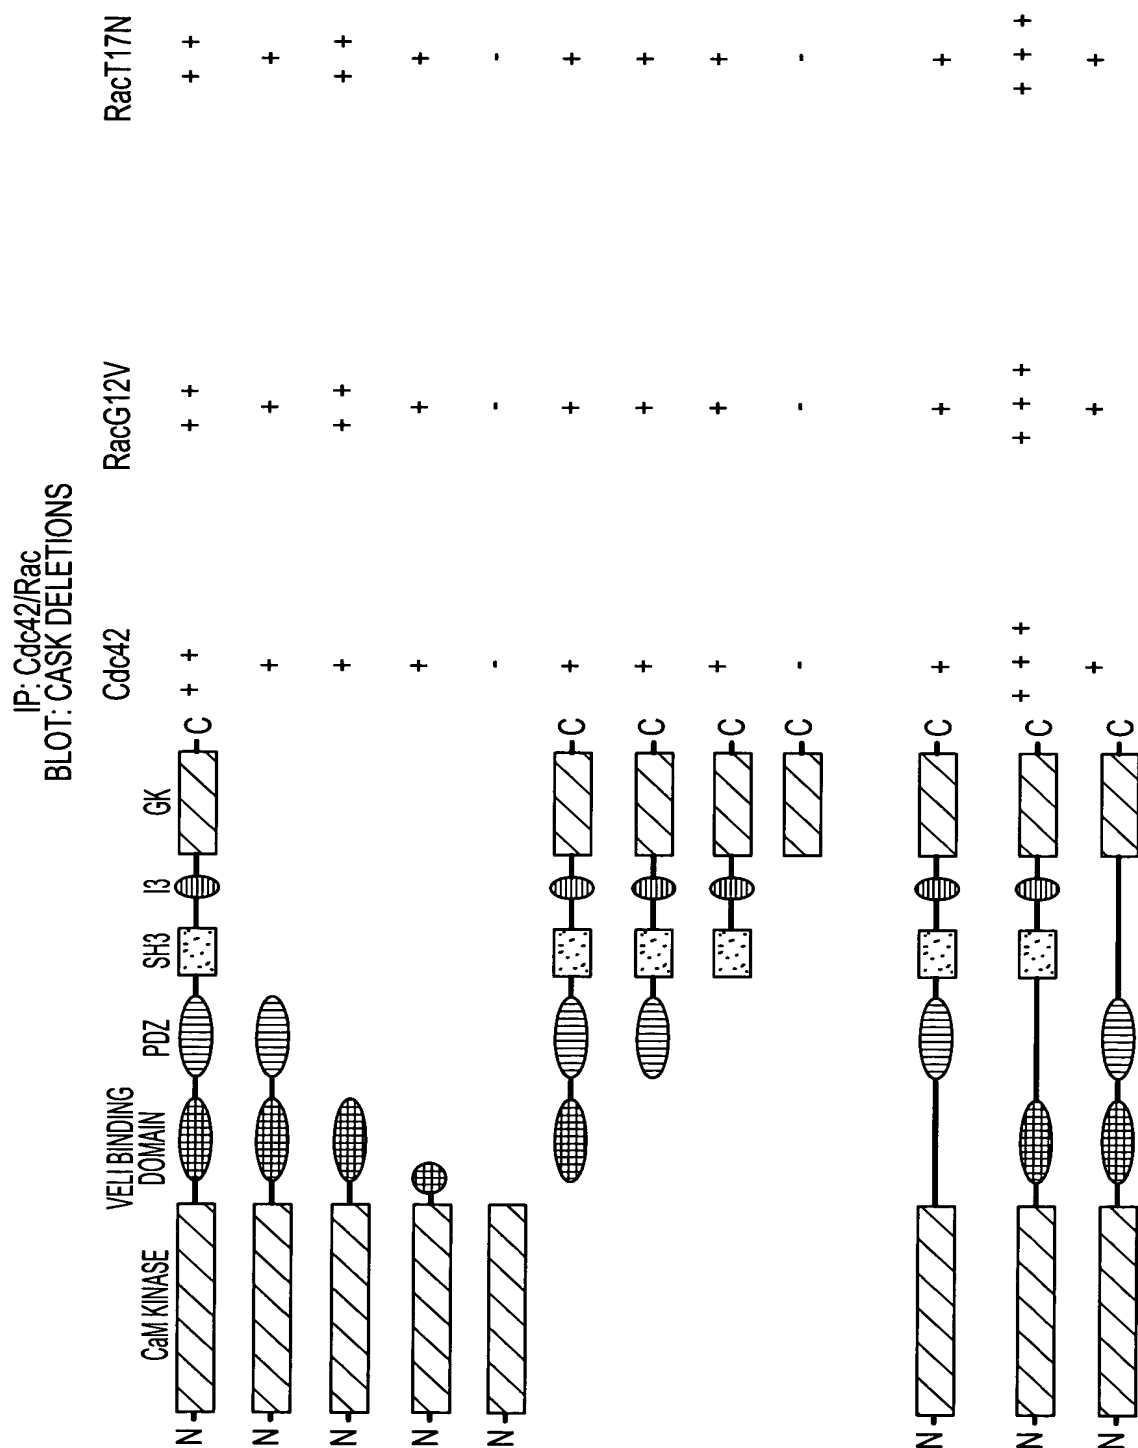 IP: Cdc42/Rac
BLOT: CASK DELETIONS
VELI BINDING
CaM KINASE DOMAIN PDZ SH3 I3 GK Cdc42 RacG12V RacT17N
N C + + + + + +
N + + +
N + + + + +
N + + +
N - - -
C + + +
C + + +
C + + +
C - - -
N C + + +
N C + + + + + + + + +
N C + + +